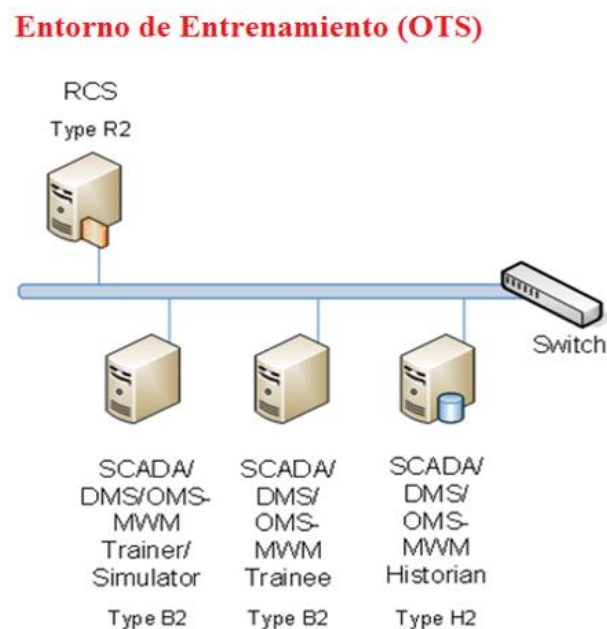 Entorno de Entrenamiento (OTS)
RCS
Type R2
Switch
SCADA/
DMS/OMS-
MWM
Trainer/
Simulator
Type B2
SCADA/
DMS/
OMS-
MWM
Trainee
Type B2
SCADA/
DMS/
OMS-
MWM
Historian
Type H2